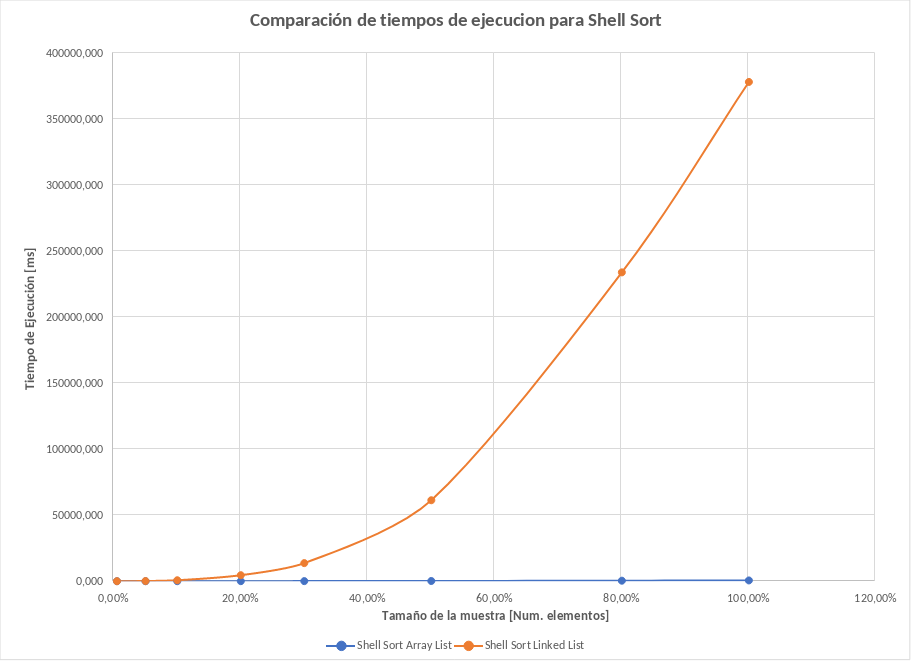 Comparación de tiempos de ejecucion para Shell Sort
400000,000
350000,000
300000,000
250000,000
200000,000
150000,000
100000,000
50000,000
0,000
Tiempo de Ejecución [ms]
0,00% 20,00% 40,00% 60,00% 80,00% 100,00% 120,00%
Tamaño de la muestra [Num. elementos]
Shell Sort Array List Shell Sort Linked List